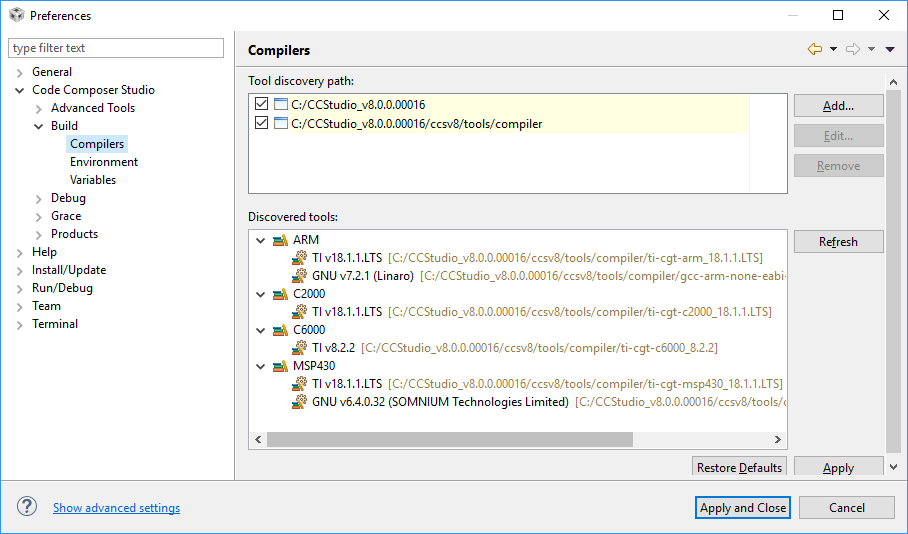 Preferences
type filter text
General
Code Composer Studio
Advanced Tools
Build
Compilers
Environment
Variables
Debug
Grace
Products
Help
Install/Update
Run/Debug
Team
Terminal
Compilers
Tool discovery path:
C:/CCStudio_v8.0.0.00016
C:/CCStudio_v8.0.0.00016/ccsv8/tools/compiler
Add...
Edit...
Remove
Discovered tools:
ARM
TI v18.1.1.LTS [C:/CCStudio_v8.0.0.00016/ccsv8/tools/compiler/ti-cgt-arm_18.1.1.LTS]
GNU v7.2.1 (Linaro) [C:/CCStudio_v8.0.0.00016/ccsv8/tools/compiler/gcc-arm-none-eabi-
C2000
TI v18.1.1.LTS [C:/CCStudio_v8.0.0.00016/ccsv8/tools/compiler/ti-cgt-c2000_18.1.1.LTS]
C6000
TI v8.2.2 [C:/CCStudio_v8.0.0.00016/ccsv8/tools/compiler/ti-cgt-c6000_8.2.2]
MSP430
TI v18.1.1.LTS [C:/CCStudio_v8.0.0.00016/ccsv8/tools/compiler/ti-cgt-msp430_18.1.1.LTS]
GNU v6.4.0.32 (SOMNIUM Technologies Limited) [C:/CCStudio_v8.0.0.00016/ccsv8/tools/c
Refresh
Restore Defaults
Apply
?
Show advanced settings
Apply and Close
Cancel